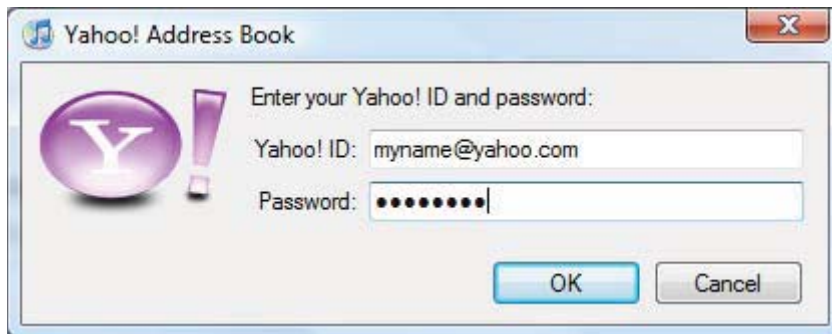 Yahoo! Address Book
Y!
Enter your Yahoo! ID and password:
Yahoo! ID: myname@yahoo.com
Password: ●●●●●●●●
OK Cancel